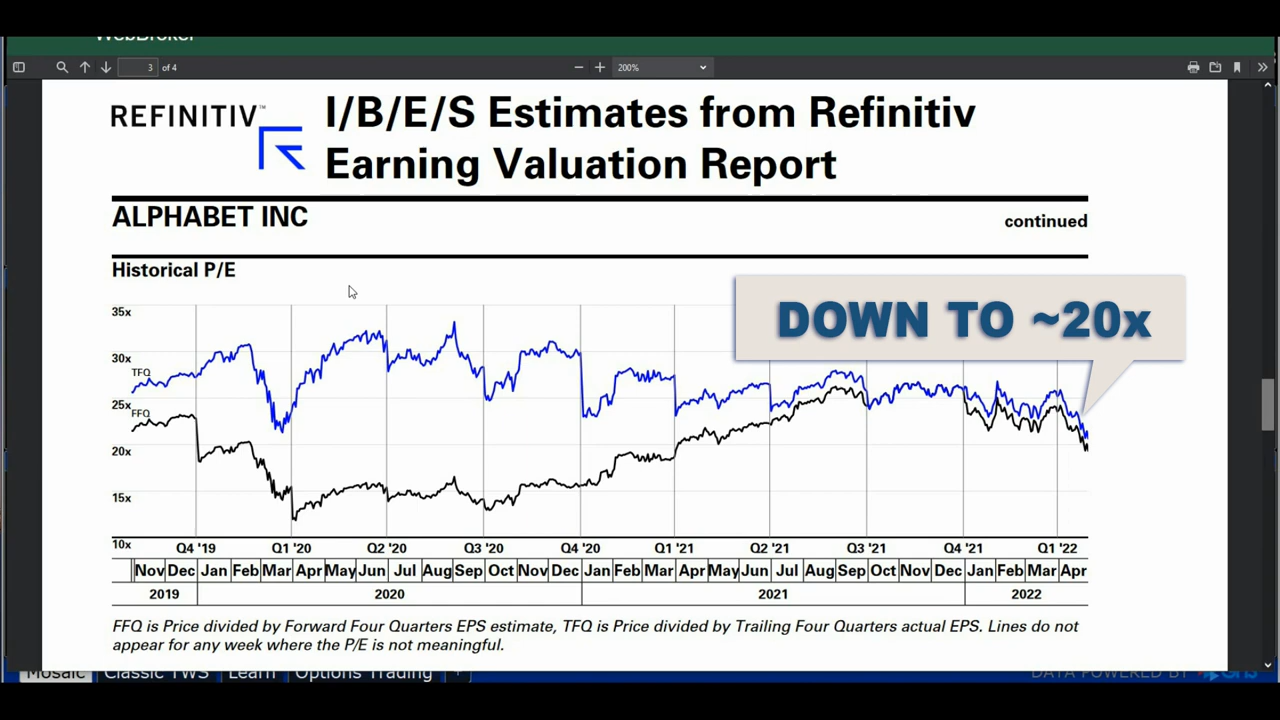 WebBroker
3 of 4
200%
REFINITIV™
I/B/E/S Estimates from Refinitiv
Earning Valuation Report
ALPHABET INC
continued
Historical P/E
DOWN TO ~20x
35x
30x
TFQ
25x
FFQ
20x
15x
10x
Q4 '19 Q1 '20 Q2 '20 Q3 '20 Q4 '20 Q1 '21 Q2 '21 Q3 '21 Q4 '21 Q1 '22
Nov Dec Jan Feb Mar Apr May Jun Jul Aug Sep Oct Nov Dec Jan Feb Mar Apr May Jun Jul Aug Sep Oct Nov Dec Jan Feb Mar Apr
2019 2020 2021 2022
FFQ is Price divided by Forward Four Quarters EPS estimate, TFQ is Price divided by Trailing Four Quarters actual EPS. Lines do not
appear for any week where the P/E is not meaningful.
Mosaic Classic TWS Learn Options Trading +
DATA POWERED BY